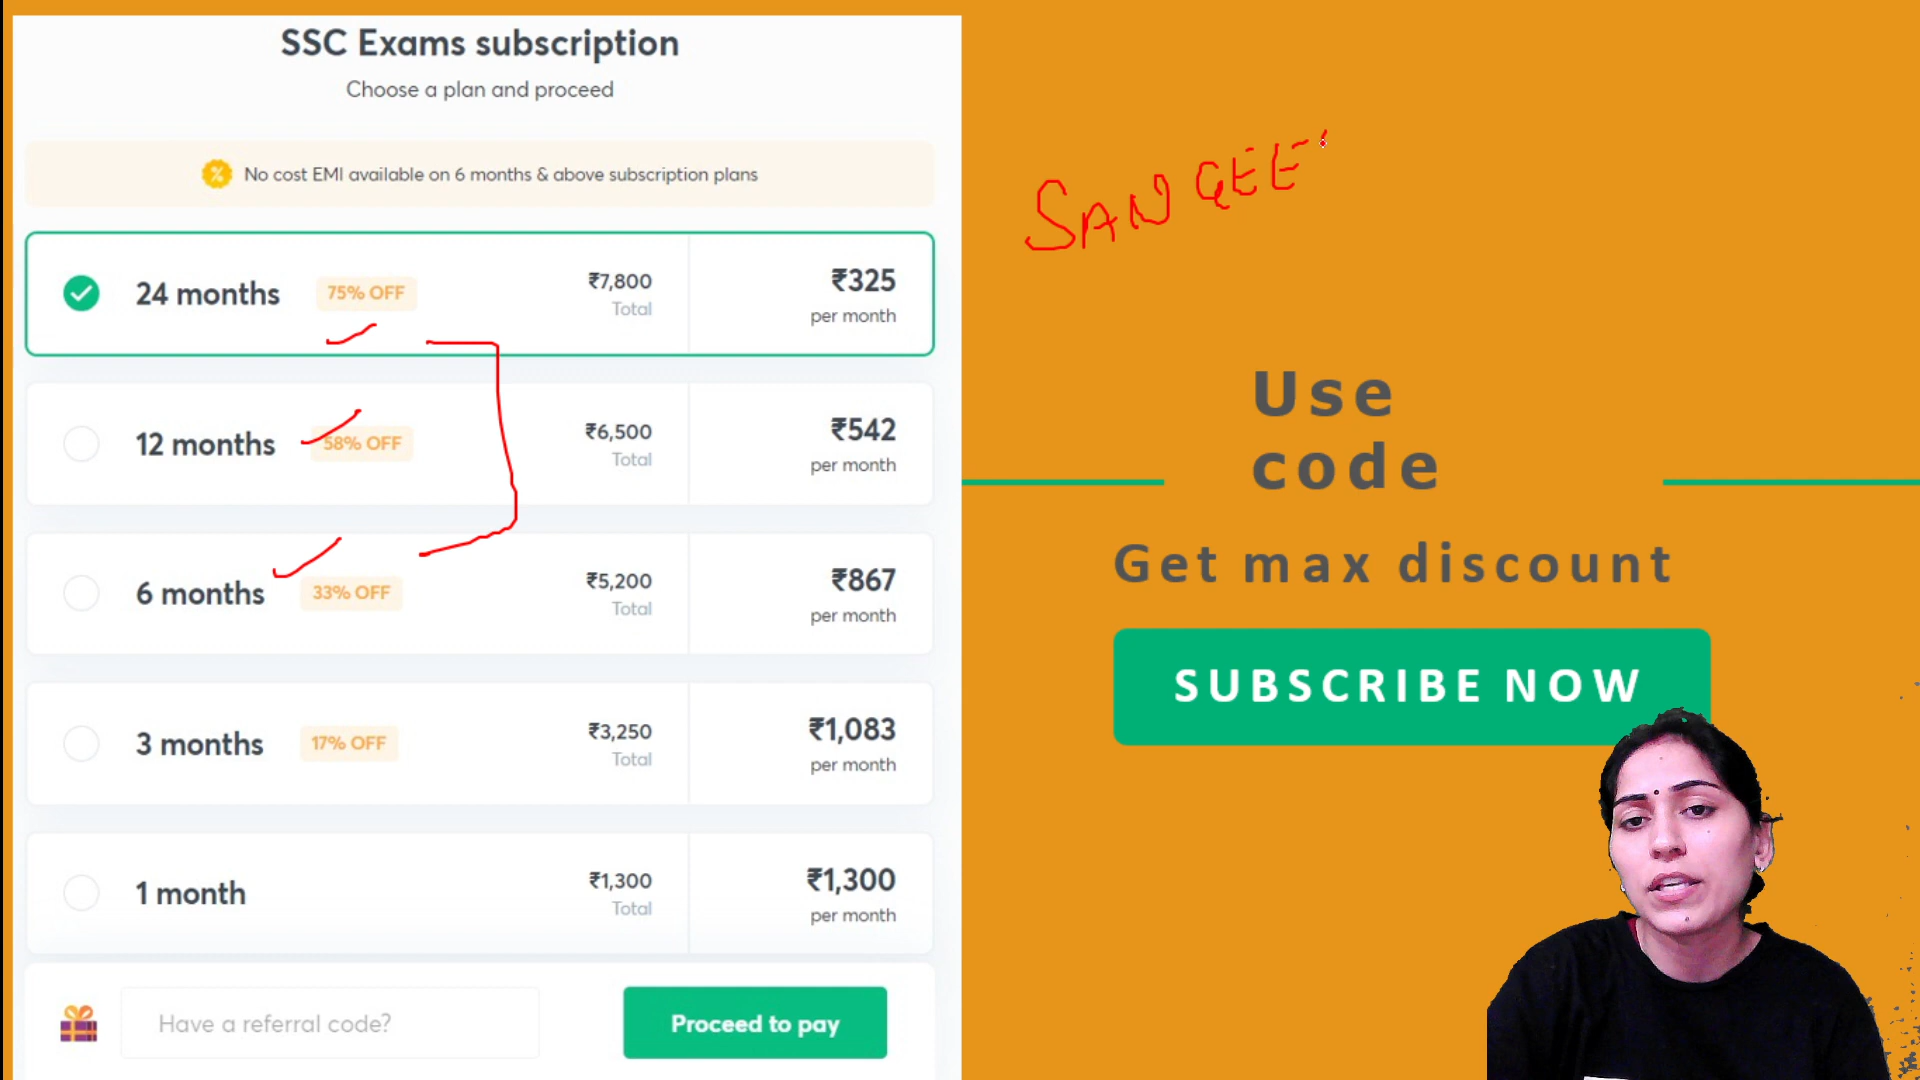 SSC Exams subscription
Choose a plan and proceed
% No cost EMI available on 6 months & above subscription plans
24 months 75% OFF ₹7,800 ₹325
Total per month
12 months 58% OFF ₹6,500 ₹542
Total per month
6 months 33% OFF ₹5,200 ₹867
Total per month
3 months 17% OFF ₹3,250 ₹1,083
Total per month
1 month ₹1,300 ₹1,300
Total per month
Have a referral code? Proceed to pay
SANGEE
Use
code
Get max discount
SUBSCRIBE NOW